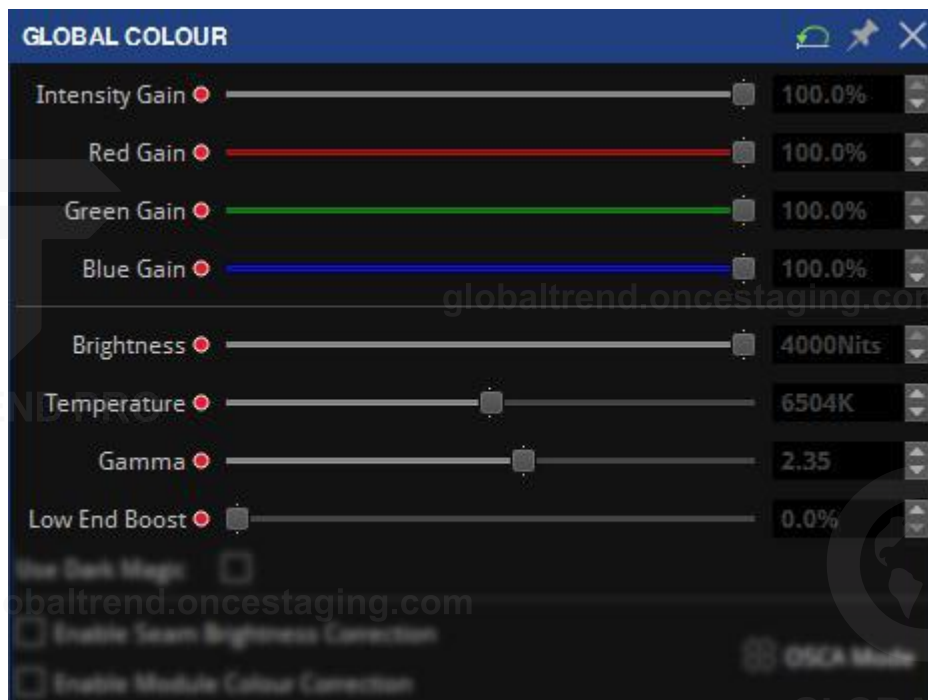 GLOBAL COLOUR
Intensity Gain 100.0%
Red Gain 100.0%
Green Gain 100.0%
Blue Gain 100.0%
globaltrend.oncestaging.com
Brightness 4000Nits
Temperature 6504K
Gamma 2.35
Low End Boost 0.0%
Use Dark Magic
obaltrend.oncestaging.com
Enable Seam Brightness Correction
OSCA Mode
Enable Module Colour Correction